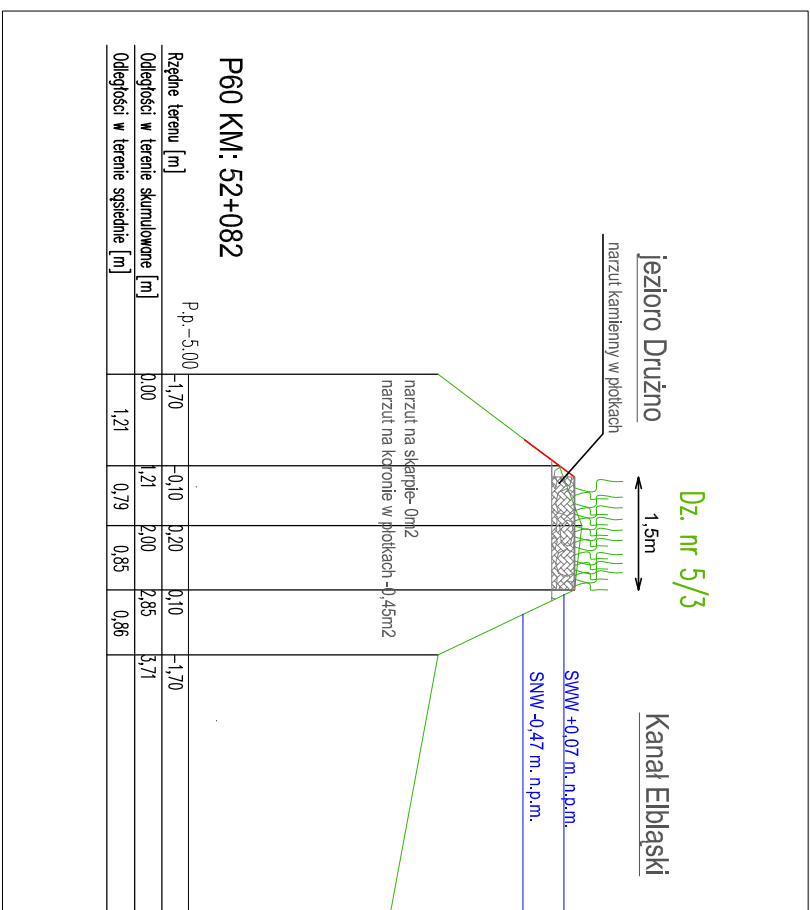 Dz. nr 5/3
jezioro Drużno
Kanał Elbląski
1,5m
narzut kamienny w płotkach
SWW +0,07 m. n.p.m.
SNW -0,47 m. n.p.m.
narzut na skarpie- 0m2
narzut na koronie w płotkach -0,45m2
P60 KM: 52+082
P.p.-5.00
Rzędne terenu [m] -1,70 -0,10 0,20 0,10 -1,70
Odległości w terenie skumulowane [m] 0.00 1,21 2,00 2,85 3,71
Odległości w terenie sąsiednie [m] 1,21 0,79 0,85 0,86